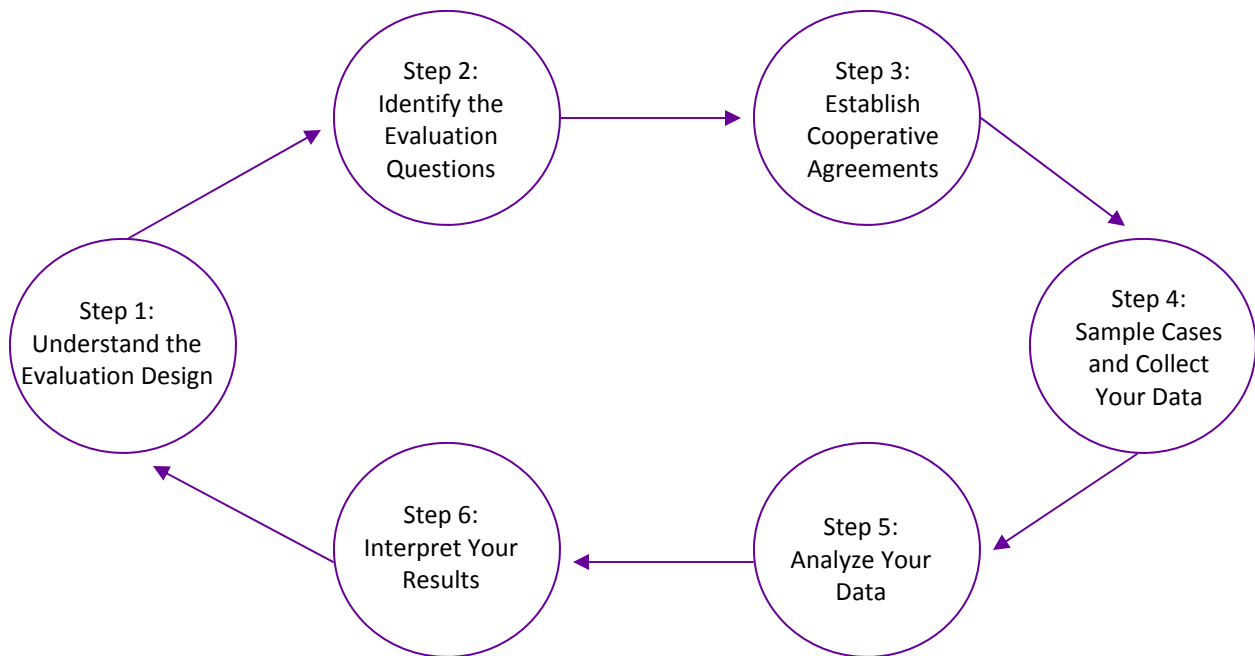 Step 1:
Understand the
Evaluation Design
Step 2:
Identify the
Evaluation
Questions
Step 3:
Establish
Cooperative
Agreements
Step 4:
Sample Cases
and Collect
Your Data
Step 5:
Analyze Your
Data
Step 6:
Interpret Your
Results